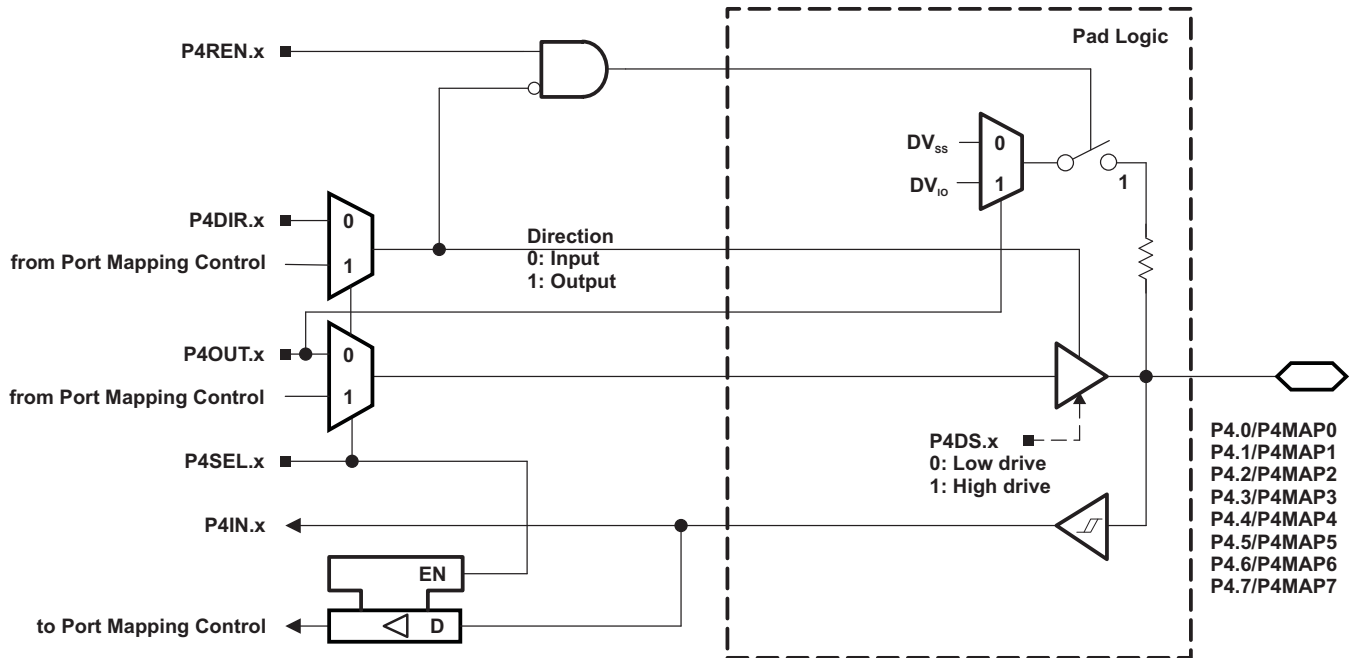 Pad Logic
P4REN.x
DVSS
0
DVIO
1
1
P4DIR.x
0
from Port Mapping Control
1
Direction
0: Input
1: Output
P4OUT.x
0
from Port Mapping Control
1
P4SEL.x
P4DS.x
0: Low drive
1: High drive
P4.0/P4MAP0
P4.1/P4MAP1
P4.2/P4MAP2
P4.3/P4MAP3
P4.4/P4MAP4
P4.5/P4MAP5
P4.6/P4MAP6
P4.7/P4MAP7
P4IN.x
EN
to Port Mapping Control
D